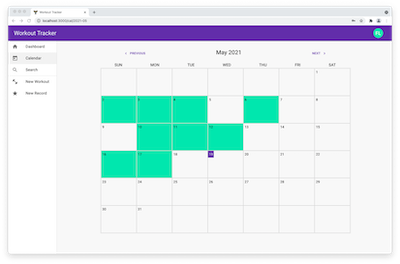 Workout Tracker
localhost:3000/cal/2021-05
Workout Tracker
RL
Dashboard
Calendar
Search
New Workout
New Record
PREVIOUS
May 2021
NEXT
SUN MON TUE WED THU FRI SAT
1
2 3 4 5 6 7 8
9 10 11 12 13 14 15
16 17 18 19 20 21 22
23 24 25 26 27 28 29
30 31